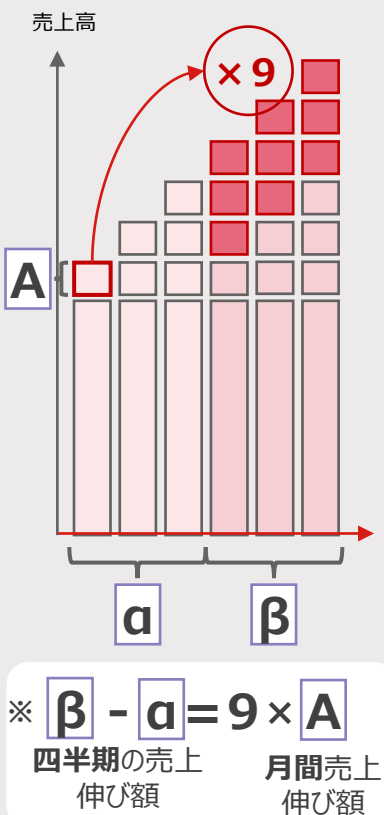 売上高
×9
A
α β
※ β - α = 9 × A
四半期の売上
伸び額
月間売上
伸び額